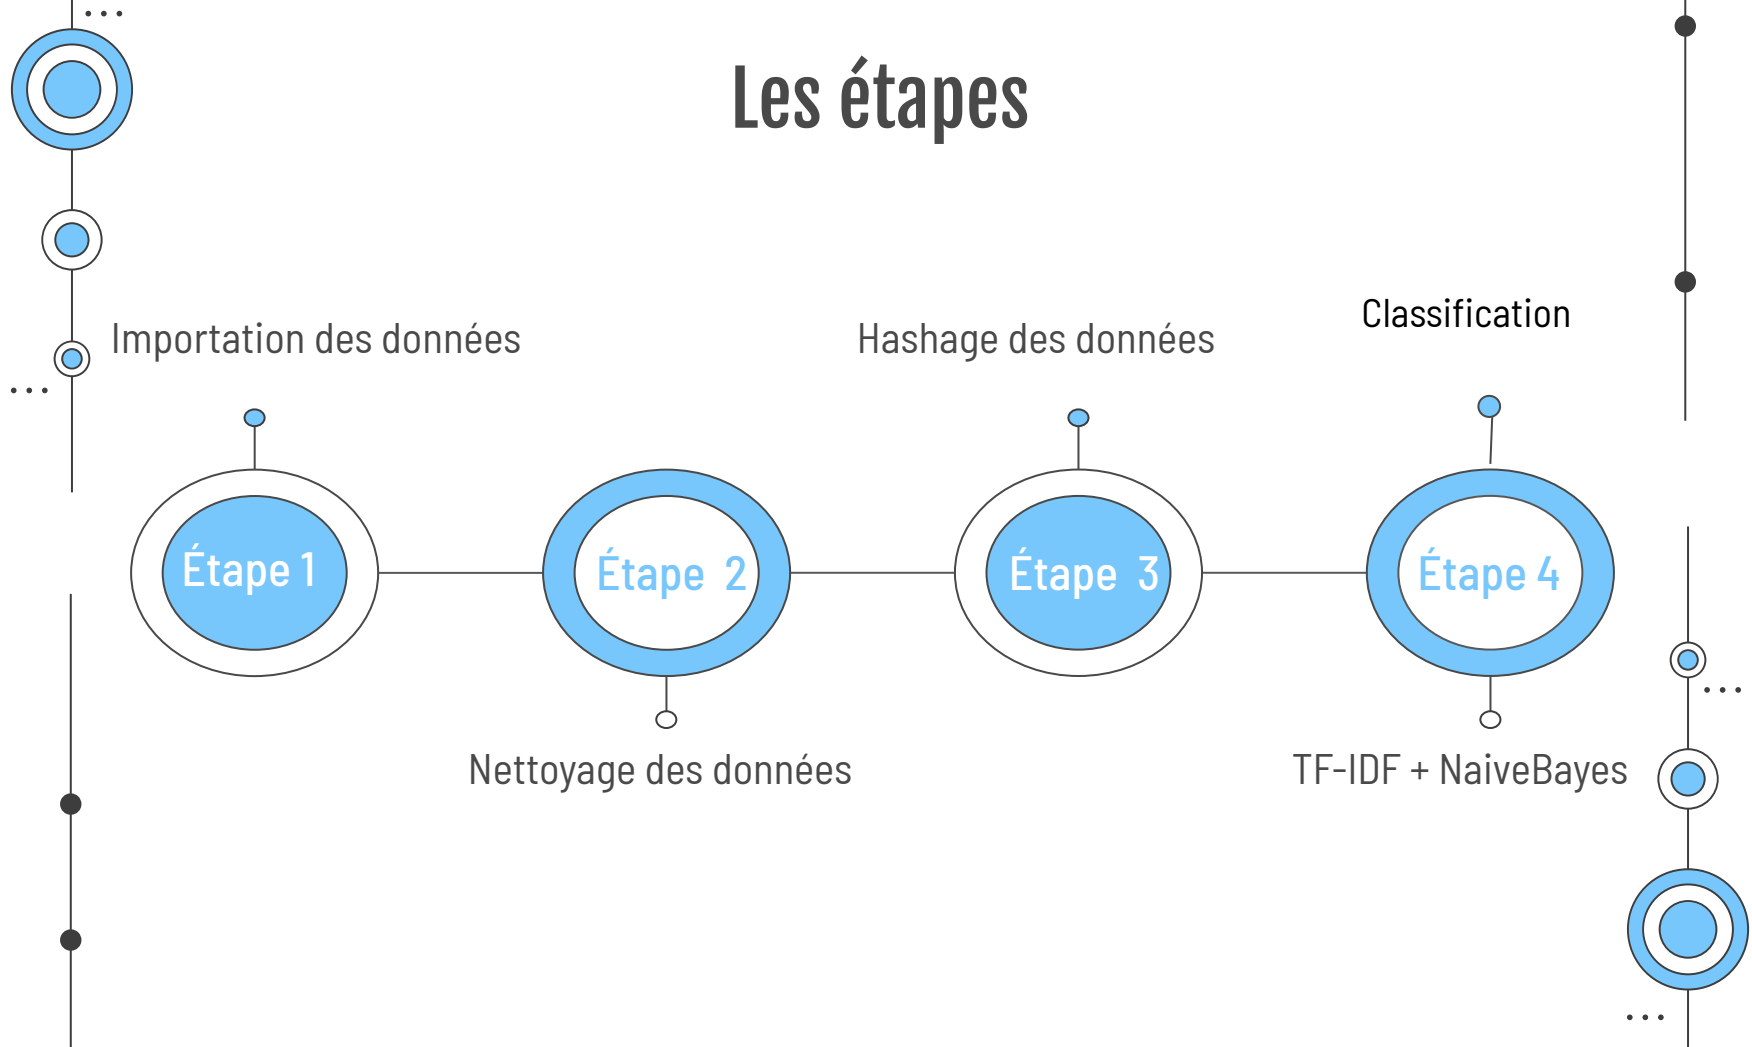 Les étapes
Importation des données
Hashage des données
Classification
Étape 1
Étape 2
Étape 3
Étape 4
Nettoyage des données
TF-IDF + NaiveBayes